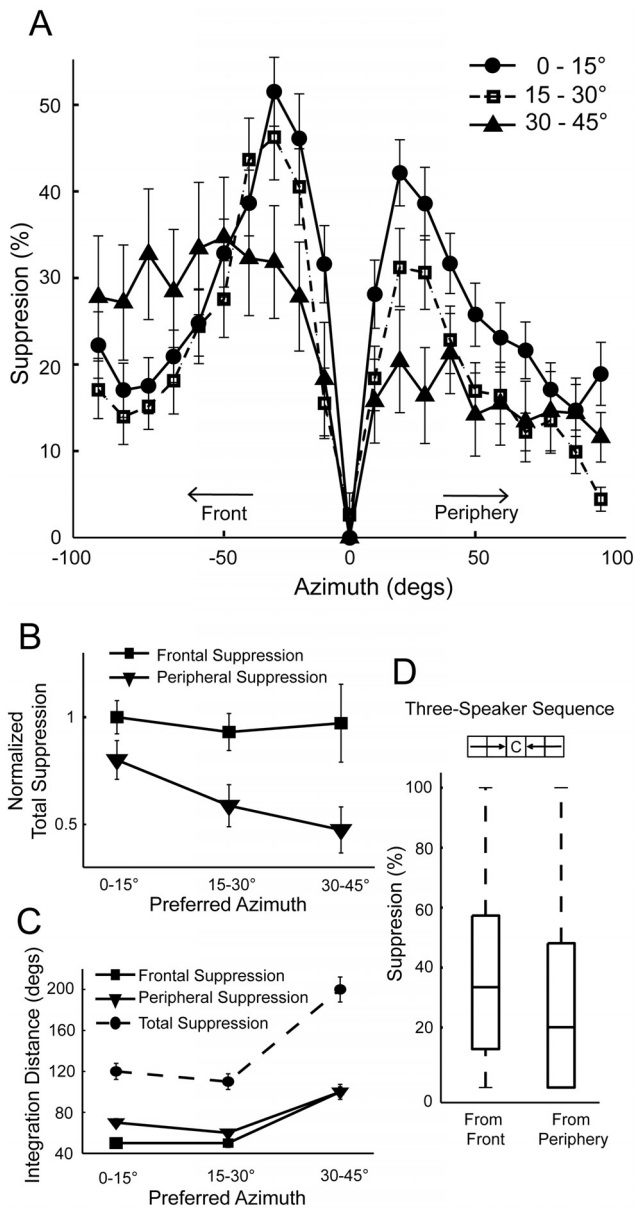 A
0 - 15°
15 - 30°
30 - 45°
Suppresion (%)
50
40
30
20
10
0
Front
Periphery
-100
-50
0
50
100
Azimuth (degs)
B
Frontal Suppression
Peripheral Suppression
Normalized
Total Suppression
1
0.5
0-15°
15-30°
30-45°
Preferred Azimuth
C
Frontal Suppression
Peripheral Suppression
Total Suppression
Integration Distance (degs)
200
160
120
80
40
0-15°
15-30°
30-45°
Preferred Azimuth
D
Three-Speaker Sequence
C
Suppresion (%)
100
80
60
40
20
0
From
Front
From
Periphery